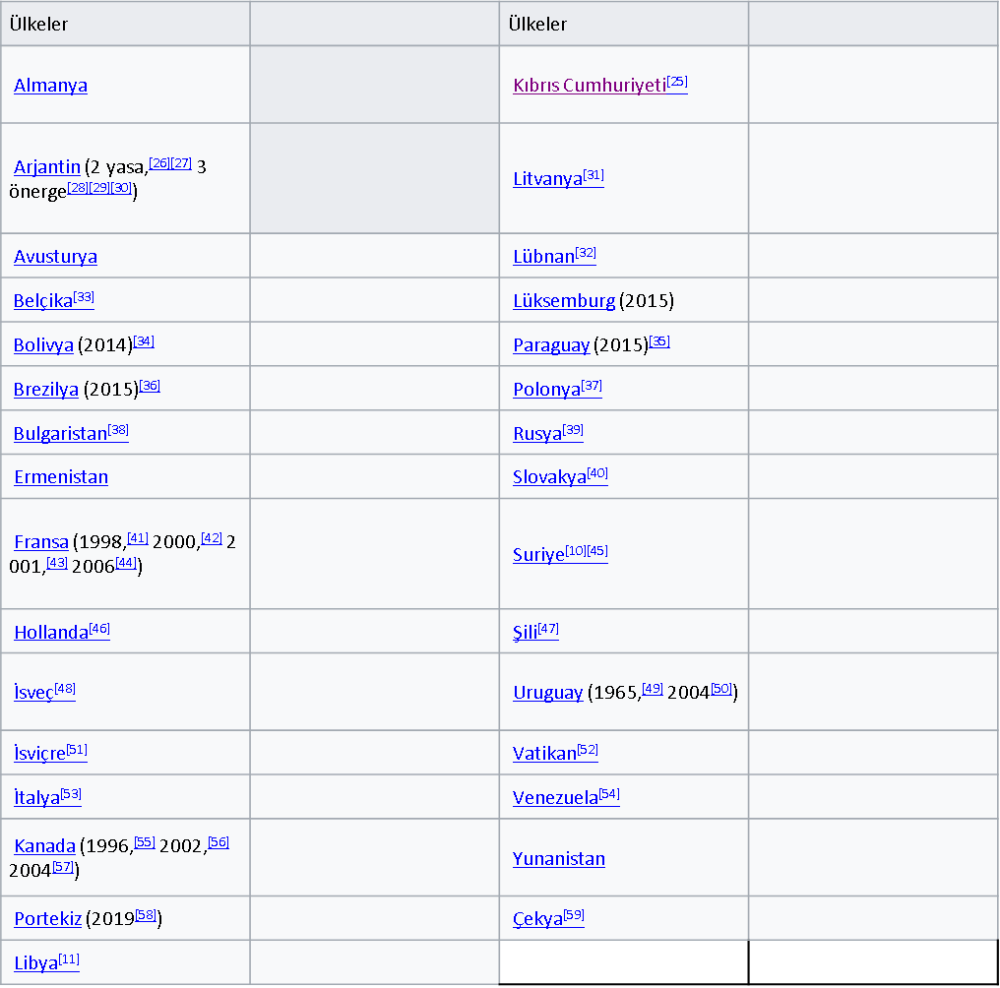 Ülkeler Ülkeler
Almanya Kıbrıs Cumhuriyeti[25]
Arjantin (2 yasa,[26][27] 3
önerge[28][29][30])
Litvanya[31]
Avusturya Lübnan[32]
Belçika[33] Lüksemburg (2015)
Bolivya (2014)[34] Paraguay (2015)[35]
Brezilya (2015)[36] Polonya[37]
Bulgaristan[38] Rusya[39]
Ermenistan Slovakya[40]
Fransa (1998,[41] 2000,[42] 2
001,[43] 2006[44])
Suriye[10][45]
Hollanda[46] Şili[47]
İsveç[48] Uruguay (1965,[49] 2004[50])
İsviçre[51] Vatikan[52]
İtalya[53] Venezuela[54]
Kanada (1996,[55] 2002,[56]
2004[57])
Yunanistan
Portekiz (2019[58]) Çekya[59]
Libya[11]